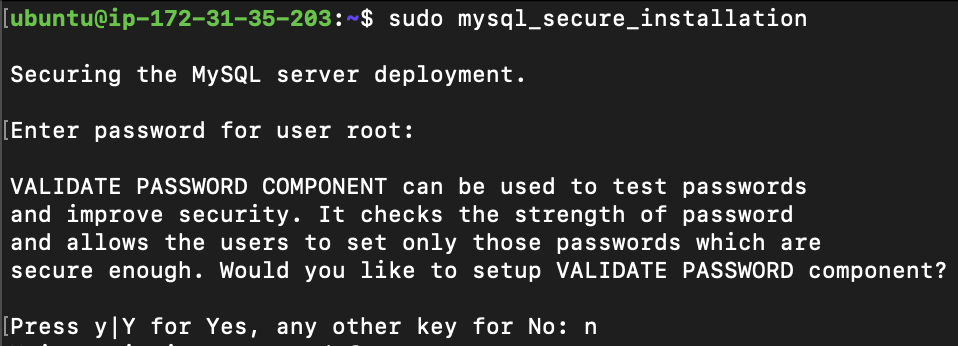 [ubuntu@ip-172-31-35-203:~$ sudo mysql_secure_installation
Securing the MySQL server deployment.
[Enter password for user root:
VALIDATE PASSWORD COMPONENT can be used to test passwords
and improve security. It checks the strength of password
and allows the users to set only those passwords which are
secure enough. Would you like to setup VALIDATE PASSWORD component?
[Press y|Y for Yes, any other key for No: n